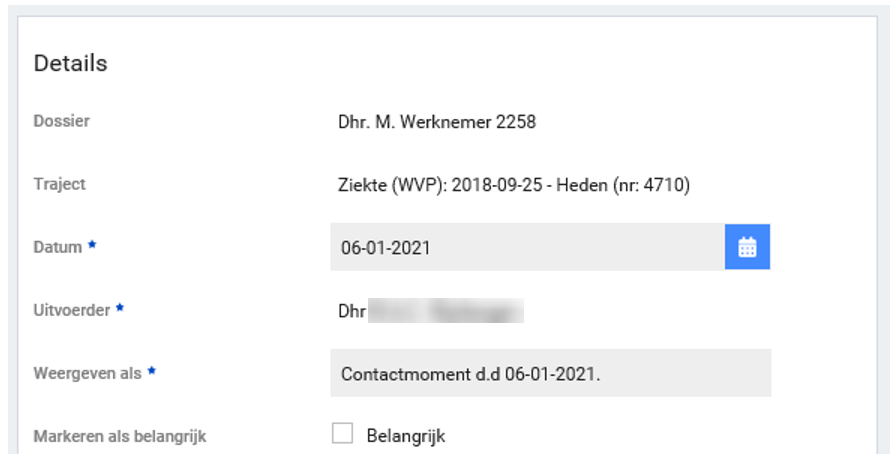 Details
Dossier Dhr. M. Werknemer 2258
Traject Ziekte (WVP): 2018-09-25 - Heden (nr: 4710)
Datum * 06-01-2021
Uitvoerder * Dhr
Weergeven als * Contactmoment d.d 06-01-2021.
Markeren als belangrijk Belangrijk